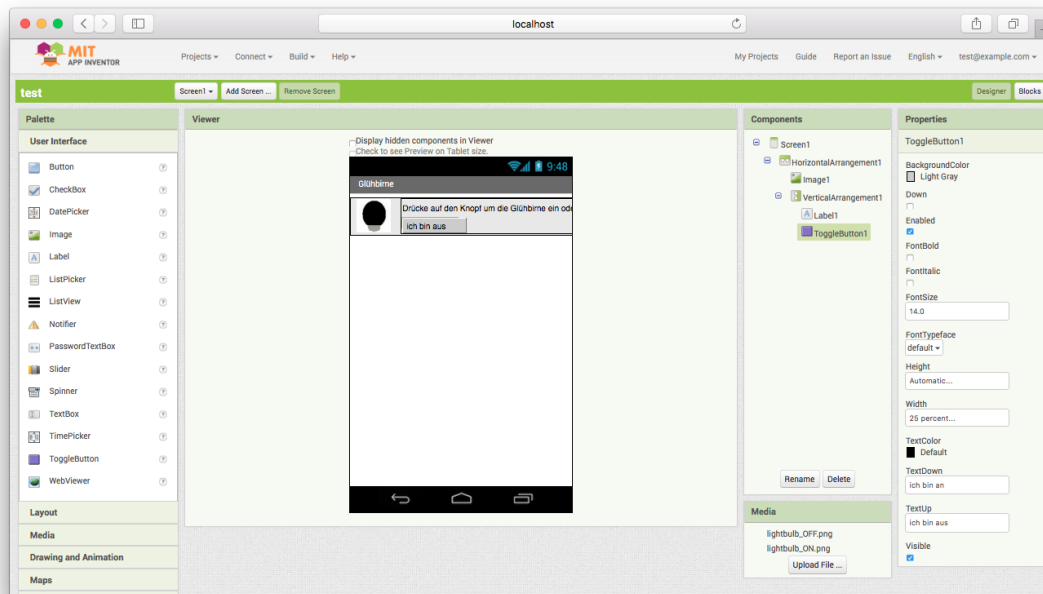 localhost
MIT
APP INVENTOR
Projects Connect Build Help
My Projects Guide Report an Issue English test@example.com
test
Screen1 Add Screen ... Remove Screen
Designer Blocks
Palette
User Interface
Button
CheckBox
DatePicker
Image
Label
ListPicker
ListView
Notifier
PasswordTextBox
Slider
Spinner
TextBox
TimePicker
ToggleButton
WebViewer
Layout
Media
Drawing and Animation
Maps
Viewer
Display hidden components in Viewer
Check to see Preview on Tablet size.
9:48
Glühbirne
Drücke auf den Knopf um die Glühbirne ein ode
ich bin aus
Components
Screen1
HorizontalArrangement1
Image1
VerticalArrangement1
A Label1
ToggleButton1
Rename Delete
Media
lightbulb_OFF.png
lightbulb_ON.png
Upload File ...
Properties
ToggleButton1
BackgroundColor
Light Gray
Down
Enabled
FontBold
FontItalic
FontSize
14.0
FontTypeface
default
Height
Automatic...
Width
25 percent...
TextColor
Default
TextDown
ich bin an
TextUp
ich bin aus
Visible